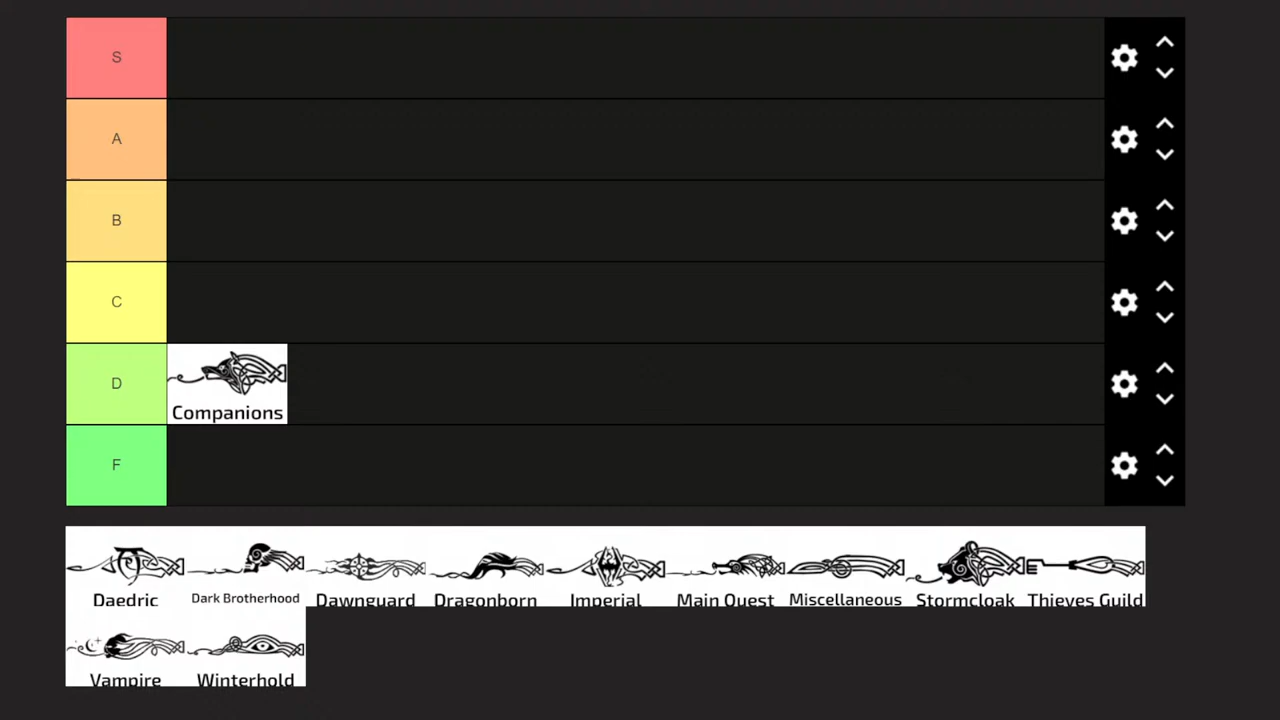 S
A
B
C
D
Companions
F
Daedric
Dark Brotherhood
Dawnguard
Dragonborn
Imperial
Main Quest
Miscellaneous
Stormcloak
Thieves Guild
Vampire
Winterhold